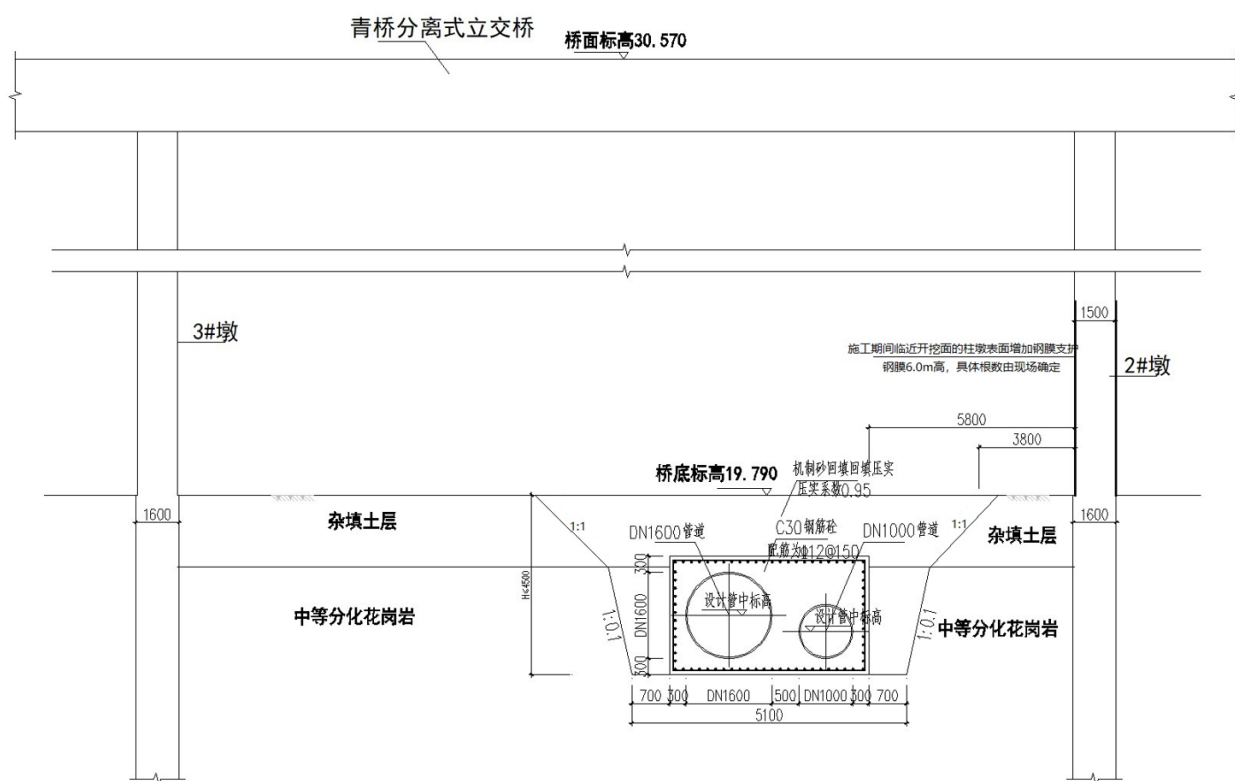 青桥分离式立交桥
桥面标高30.570
3#墩
1500
施工期间临近开挖面的柱墩表面增加钢膜支护
钢膜6.0m高，具体根数由现场确定
2#墩
5800
3800
桥底标高19.790
机制砂回填回填压实
压实系数0.95
1600
杂填土层
1:1
DN1600管道
C30钢筋砼
配筋为φ12@150
DN1000管道
1:1
杂填土层
1600
H≤4500
300
DN1600
300
设计管中标高
设计管中标高
中等分化花岗岩
1:0.1
1:0.1
中等分化花岗岩
700
300
DN1600
500
DN1000
300
700
5100